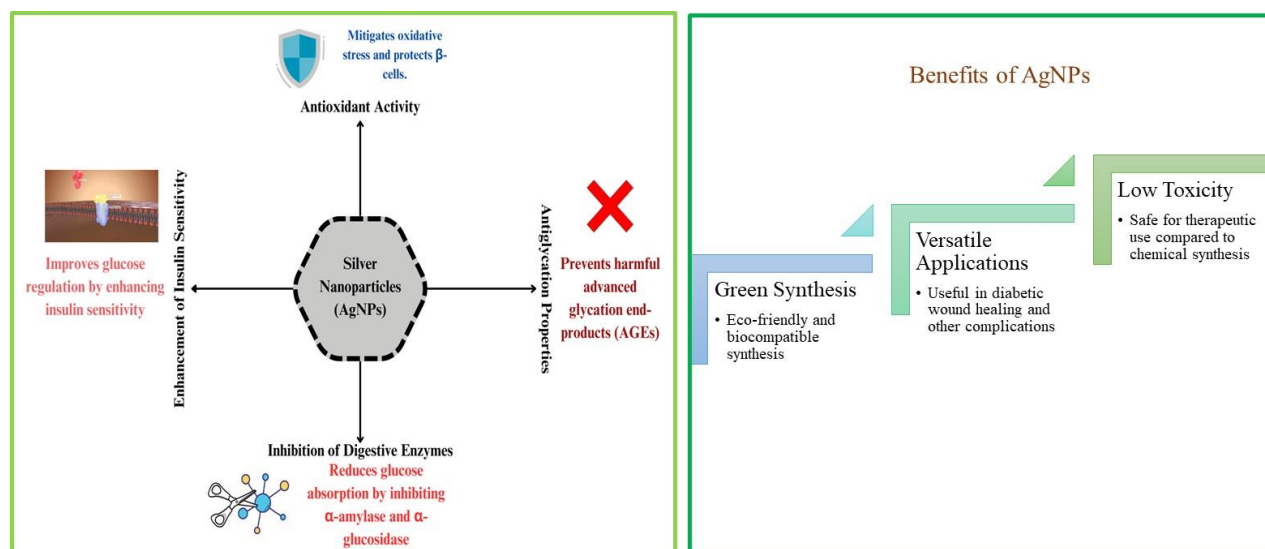 Mitigates oxidative
stress and protects β-
cells.
Antioxidant Activity
Enhancement of Insulin Sensitivity
Improves glucose
regulation by enhancing
insulin sensitivity
Silver
Nanoparticles
(AgNPs)
Antiglycation Properties
Prevents harmful
advanced
glycation end-
products (AGEs)
Inhibition of Digestive Enzymes
Reduces glucose
absorption by inhibiting
α-amylase and α-
glucosidase
Benefits of AgNPs
Green Synthesis
• Eco-friendly and
biocompatible
synthesis
Versatile
Applications
• Useful in diabetic
wound healing and
other complications
Low Toxicity
• Safe for therapeutic
use compared to
chemical synthesis